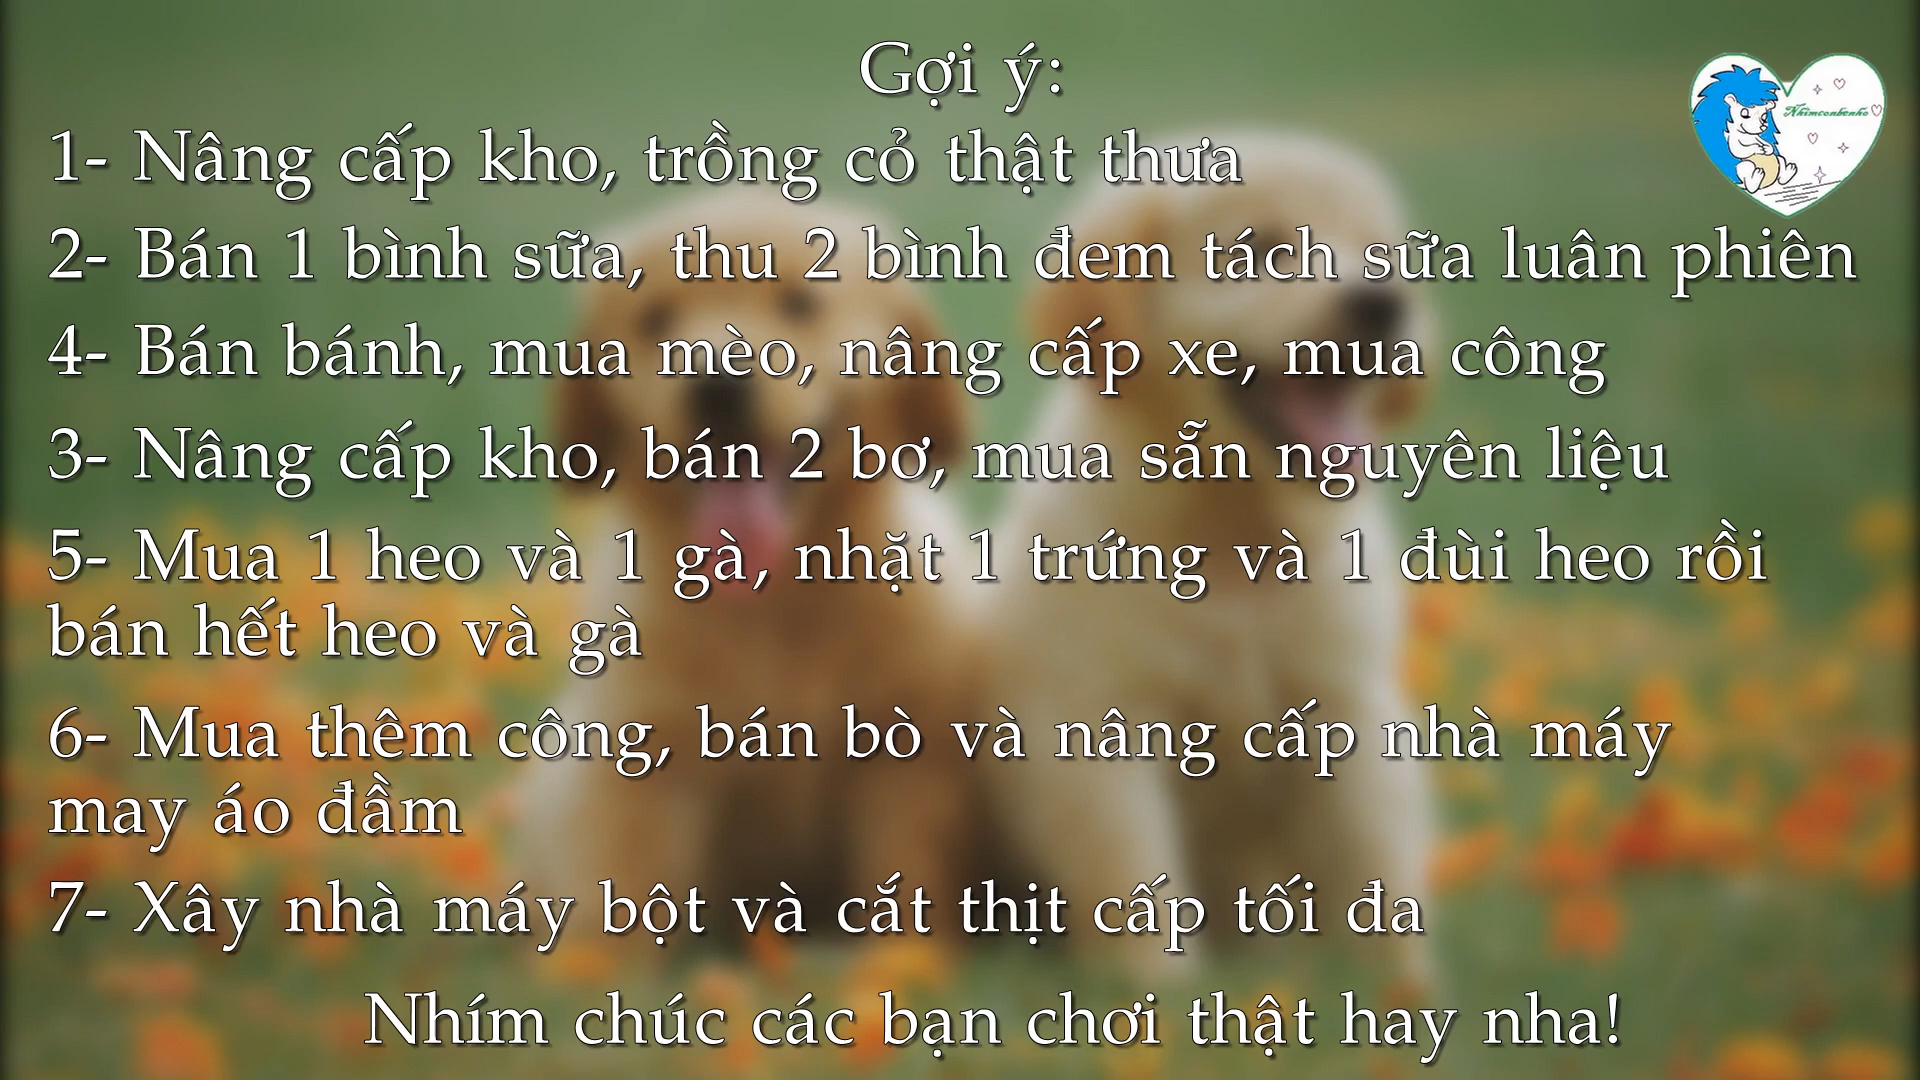 Gợi ý:
Nhimconbenho
1- Nâng cấp kho, trồng cỏ thật thưa
2- Bán 1 bình sữa, thu 2 bình đem tách sữa luân phiên
4- Bán bánh, mua mèo, nâng cấp xe, mua công
3- Nâng cấp kho, bán 2 bơ, mua sẵn nguyên liệu
5- Mua 1 heo và 1 gà, nhặt 1 trứng và 1 đùi heo rồi
bán hết heo và gà
6- Mua thêm công, bán bò và nâng cấp nhà máy
may áo đầm
7- Xây nhà máy bột và cắt thịt cấp tối đa
Nhím chúc các bạn chơi thật hay nha!